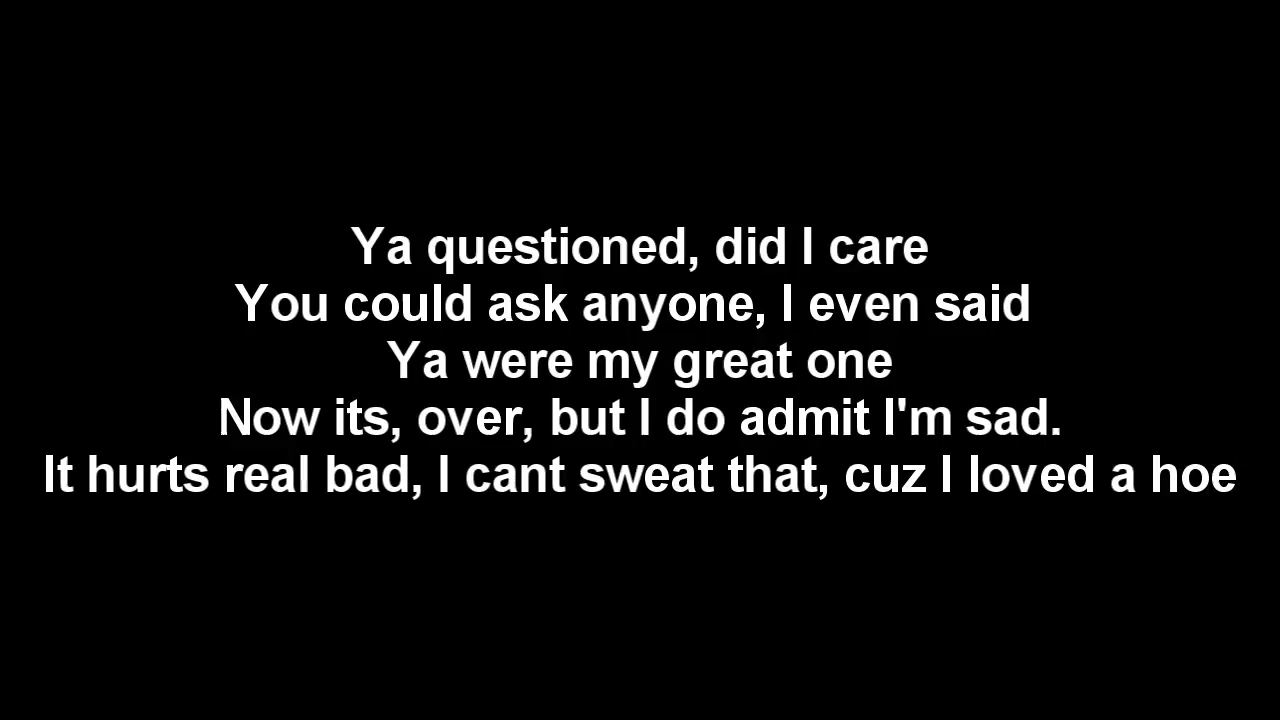 Ya questioned, did I care
You could ask anyone, I even said
Ya were my great one
Now its, over, but I do admit I'm sad.
It hurts real bad, I cant sweat that, cuz I loved a hoe